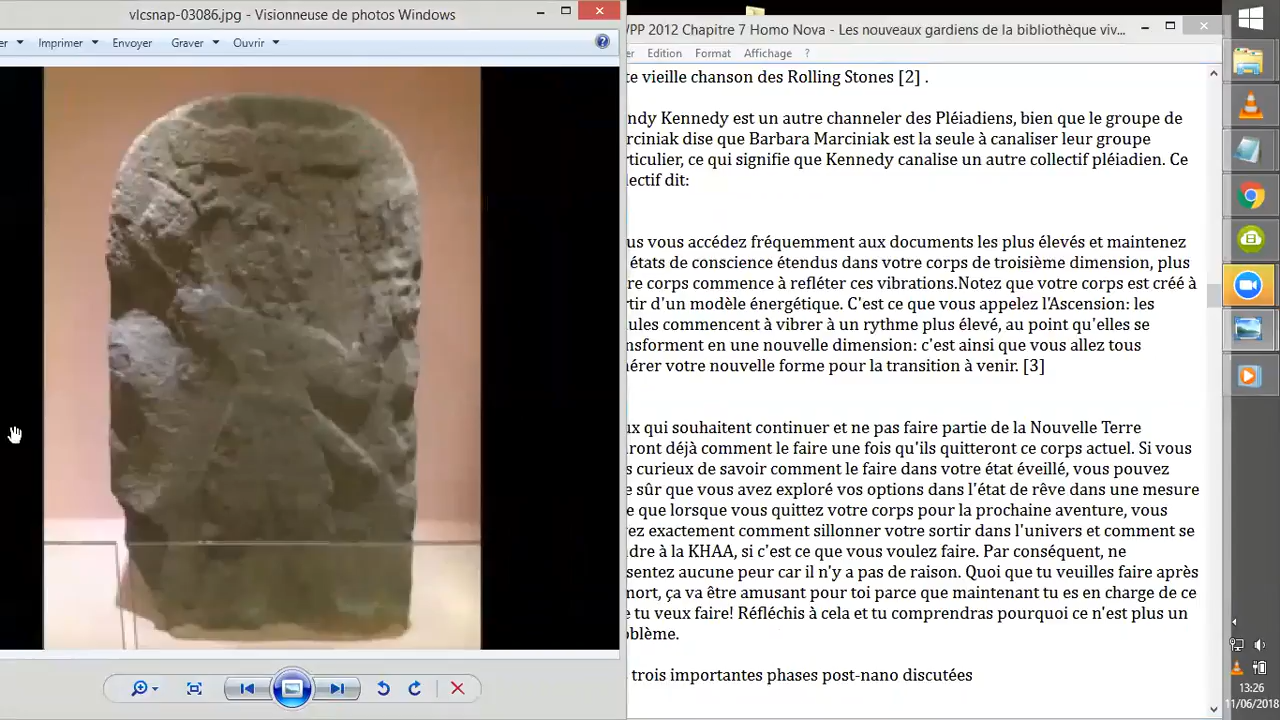 vlcsnap-03086.jpg - Visionneuse de photos Windows
Imprimer Envoyer Graver Ouvrir
PP 2012 Chapitre 7 Homo Nova - Les nouveaux gardiens de la bibliothèque viv...
Edition Format Affichage ?
te vieille chanson des Rolling Stones [2] .
ndy Kennedy est un autre channeler des Pléiadiens, bien que le groupe de
rciniak dise que Barbara Marciniak est la seule à canaliser leur groupe
rticulier, ce qui signifie que Kennedy canalise un autre collectif pléiadien. Ce
lectif dit:
us vous accédez fréquemment aux documents les plus élevés et maintenez
états de conscience étendus dans votre corps de troisième dimension, plus
re corps commence à refléter ces vibrations.Notez que votre corps est créé à
rtir d'un modèle énergétique. C'est ce que vous appelez l'Ascension: les
ules commencent à vibrer à un rythme plus élevé, au point qu'elles se
nsforment en une nouvelle dimension: c'est ainsi que vous allez tous
nérer votre nouvelle forme pour la transition à venir. [3]
ux qui souhaitent continuer et ne pas faire partie de la Nouvelle Terre
ront déjà comment le faire une fois qu'ils quitteront ce corps actuel. Si vous
s curieux de savoir comment le faire dans votre état éveillé, vous pouvez
e sûr que vous avez exploré vos options dans l'état de rêve dans une mesure
e que lorsque vous quittez votre corps pour la prochaine aventure, vous
ez exactement comment sillonner votre sortir dans l'univers et comment se
ndre à la KHAA, si c'est ce que vous voulez faire. Par conséquent, ne
sentez aucune peur car il n'y a pas de raison. Quoi que tu veuilles faire après
mort, ça va être amusant pour toi parce que maintenant tu es en charge de ce
e tu veux faire! Réfléchis à cela et tu comprendras pourquoi ce n'est plus un
oblème.
trois importantes phases post-nano discutées
13:26
11/06/2018